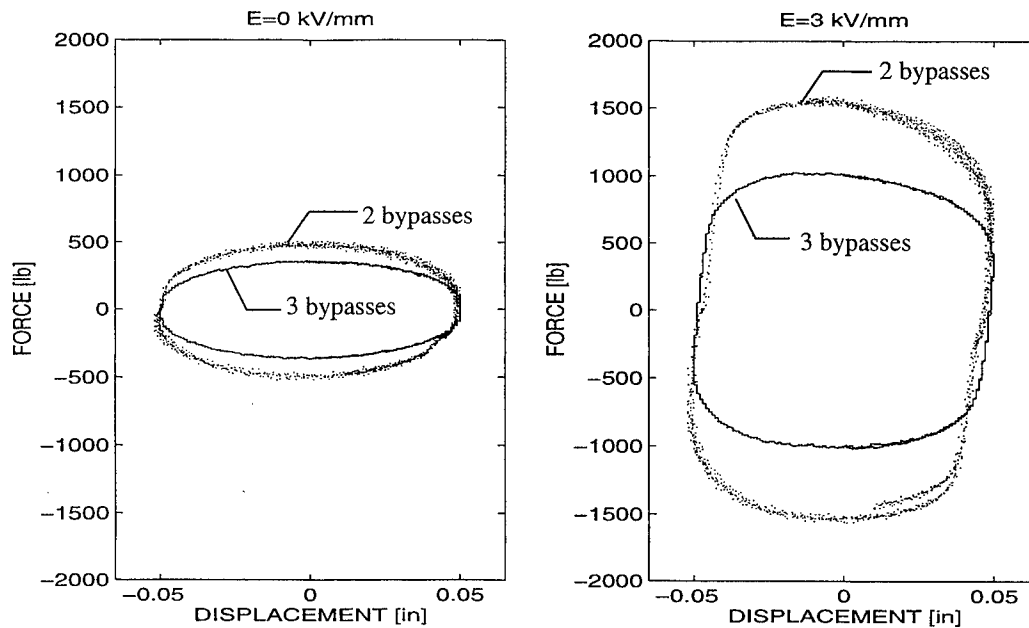 E=0 kV/mm
2000
1500
1000
500
0
−500
−1000
−1500
−2000
FORCE [lb]
2 bypasses
3 bypasses
−0.05
0
0.05
DISPLACEMENT [in]
E=3 kV/mm
2000
1500
1000
500
0
−500
−1000
−1500
−2000
FORCE [lb]
2 bypasses
3 bypasses
−0.05
0
0.05
DISPLACEMENT [in]